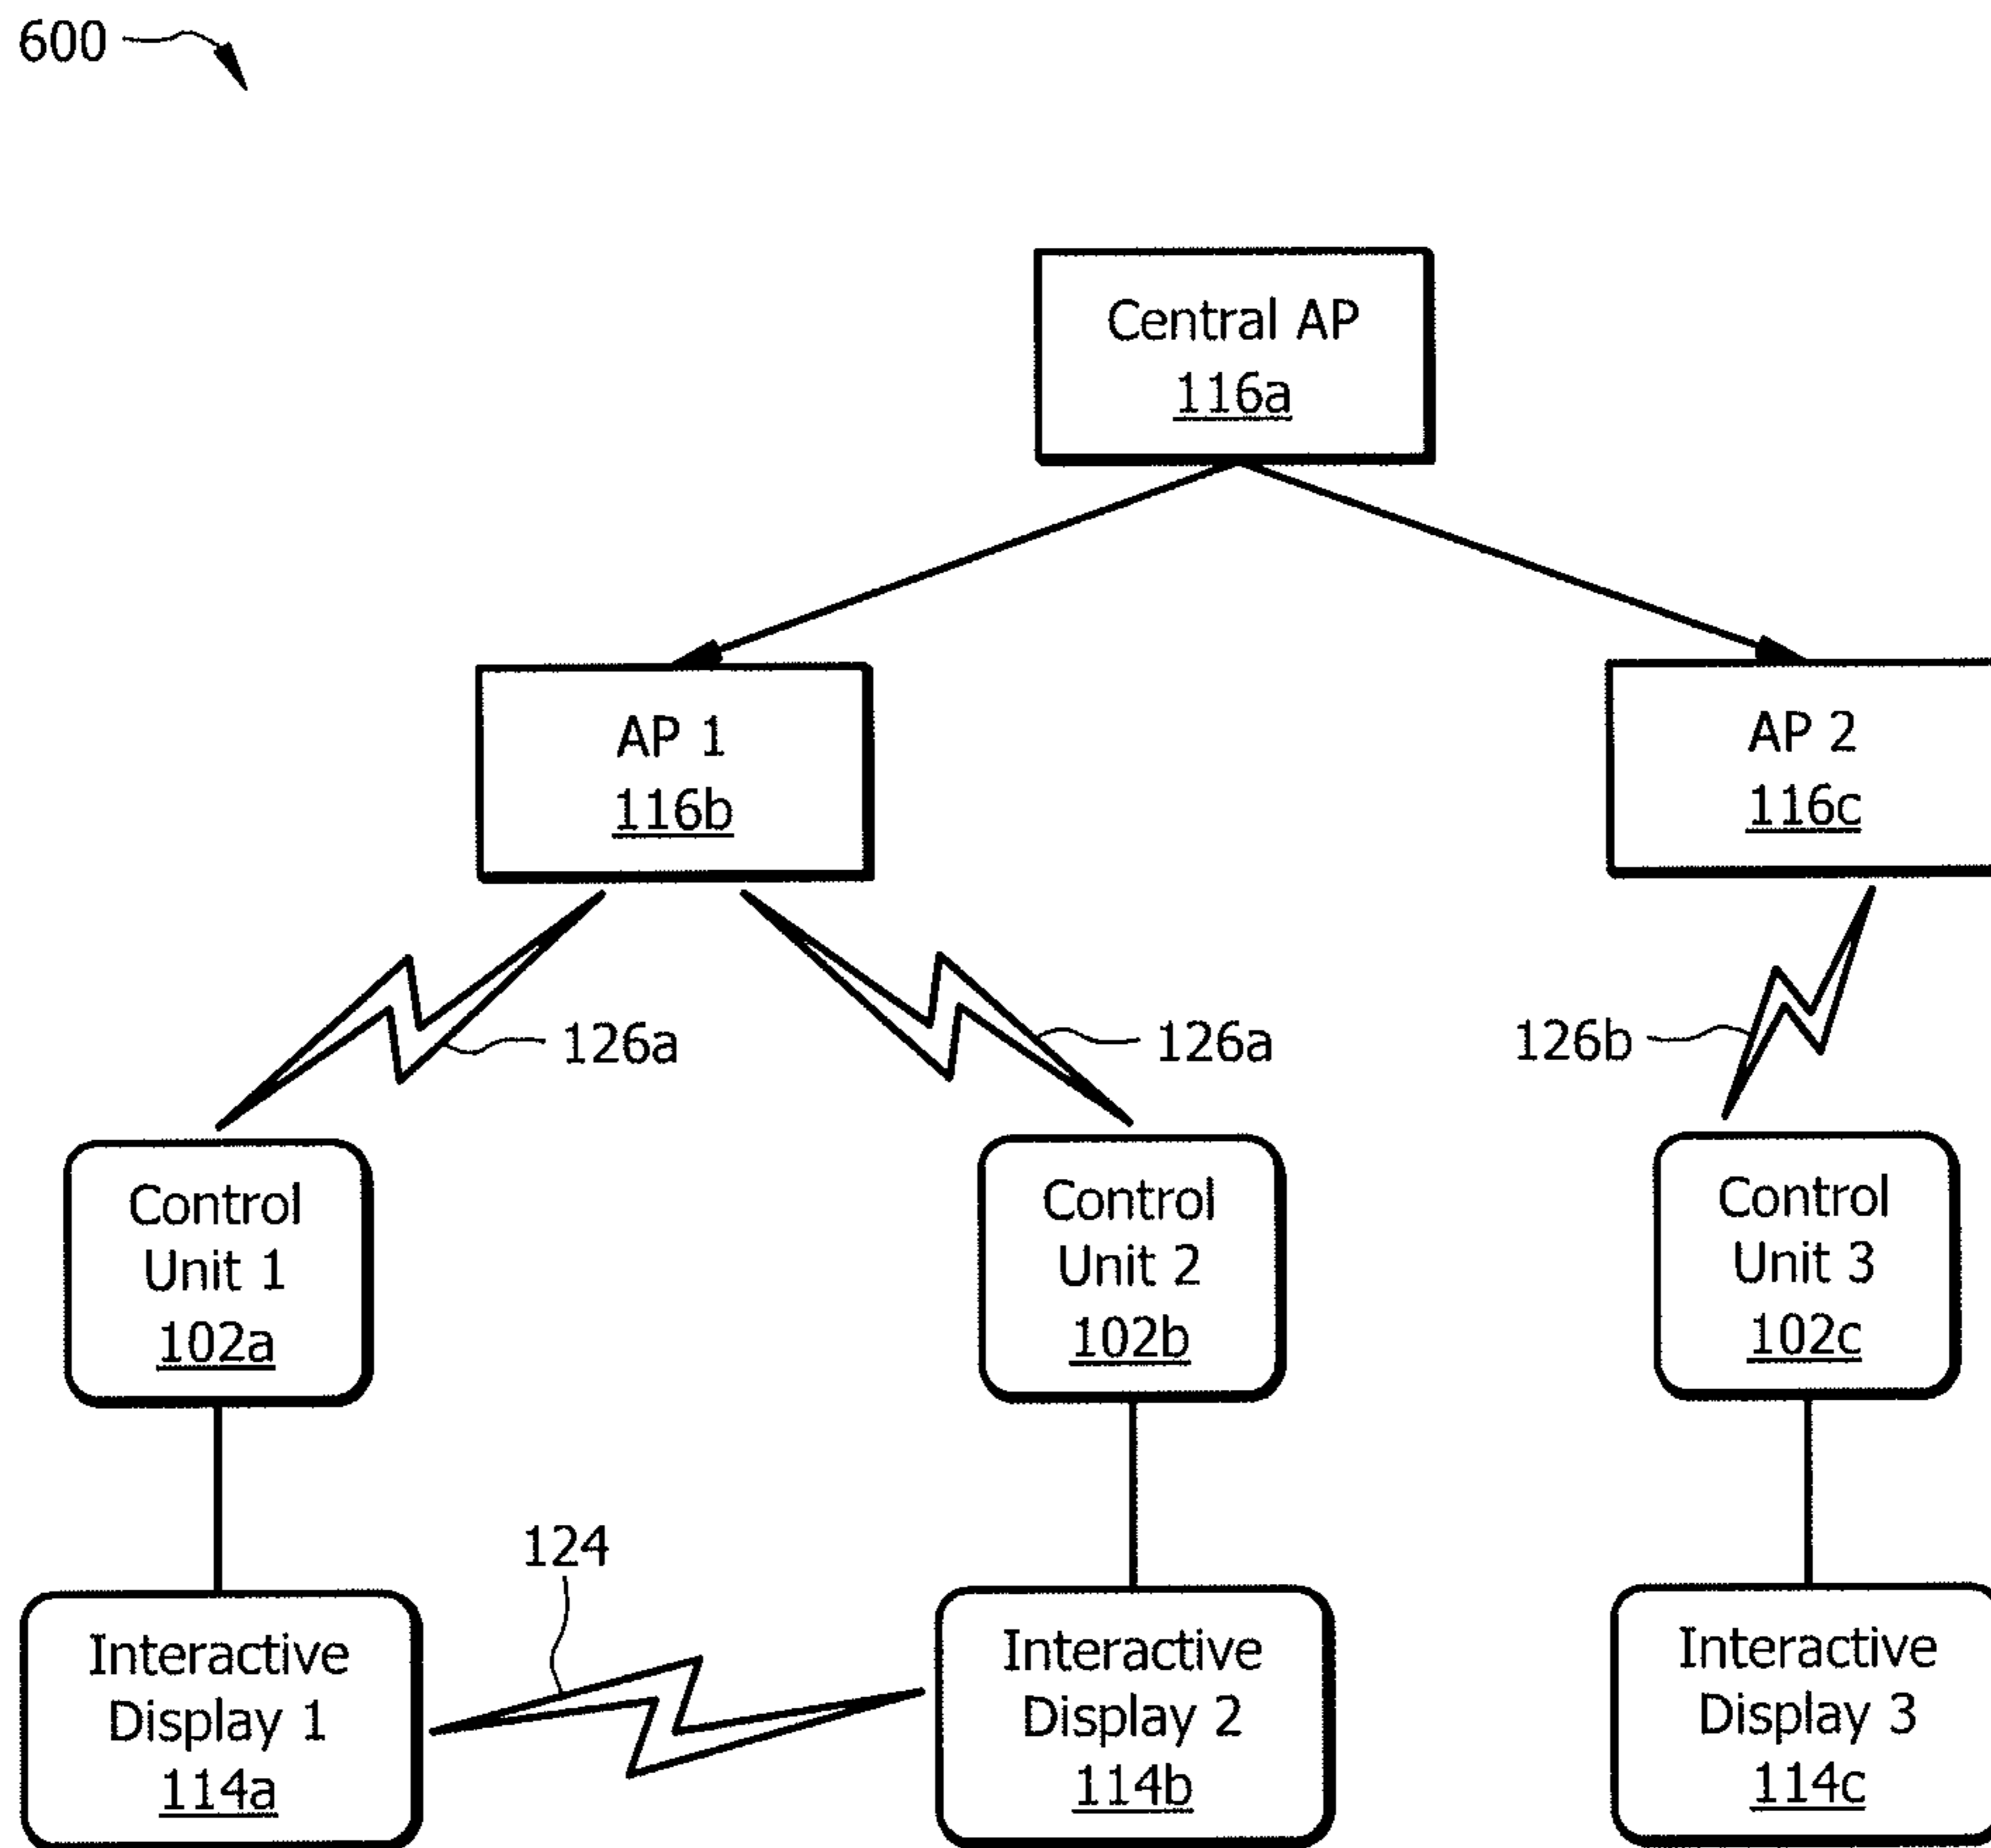 600
Central AP
116a
AP 1
116b
AP 2
116c
126a
126a
126b
Control
Unit 1
102a
Control
Unit 2
102b
Control
Unit 3
102c
124
Interactive
Display 1
114a
Interactive
Display 2
114b
Interactive
Display 3
114c